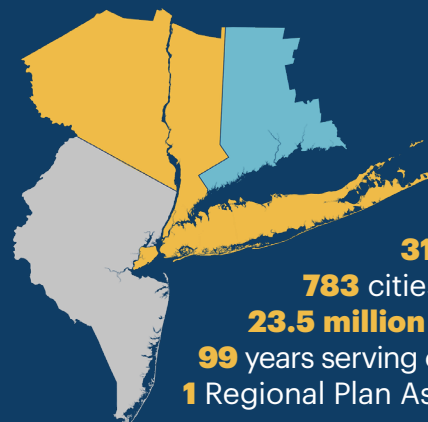 31
783 citie
23.5 million
99 years serving
1 Regional Plan As